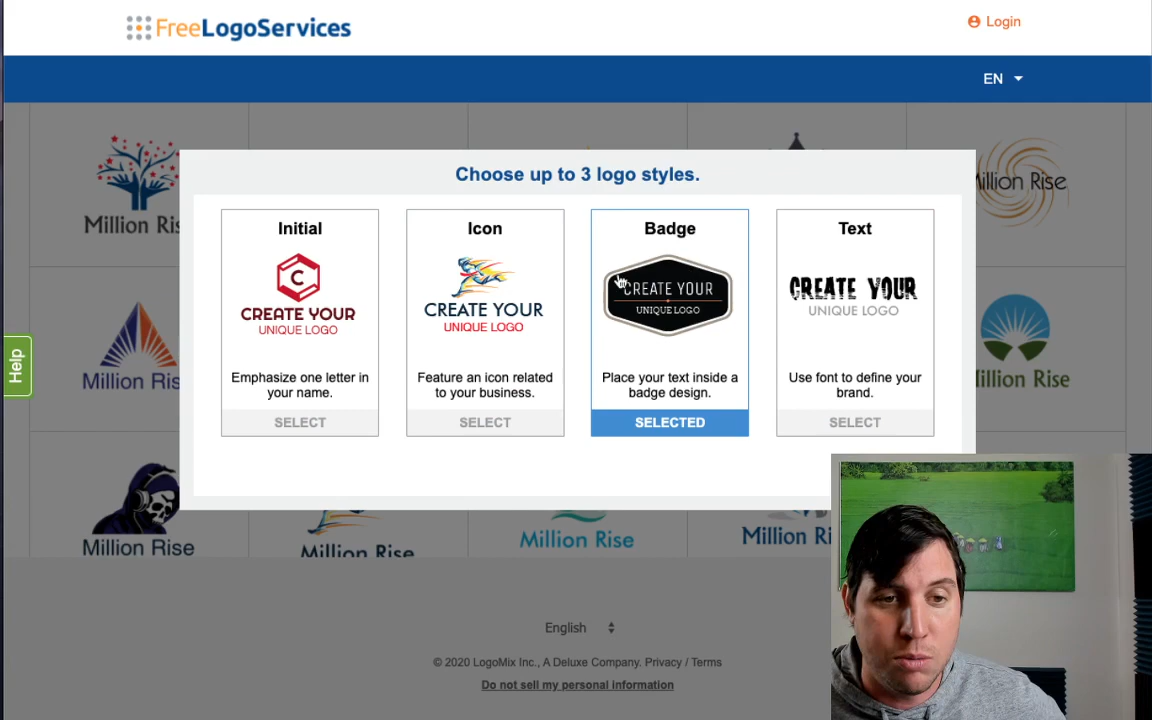 FreeLogoServices
Login
EN
Million Rise
Choose up to 3 logo styles.
Initial
Icon
Badge
Text
C
CREATE YOUR
UNIQUE LOGO
CREATE YOUR
UNIQUE LOGO
CREATE YOUR
UNIQUE LOGO
CREATE YOUR
UNIQUE LOGO
Emphasize one letter in
your name.
Feature an icon related
to your business.
Place your text inside a
badge design.
Use font to define your
brand.
SELECT
SELECT
SELECTED
SELECT
Help
Million Ris
Million Ris
Million Rise
Million Rise
Million Rise
Million Rise
Million Ri
English
© 2020 LogoMix Inc., A Deluxe Company. Privacy / Terms
Do not sell my personal information